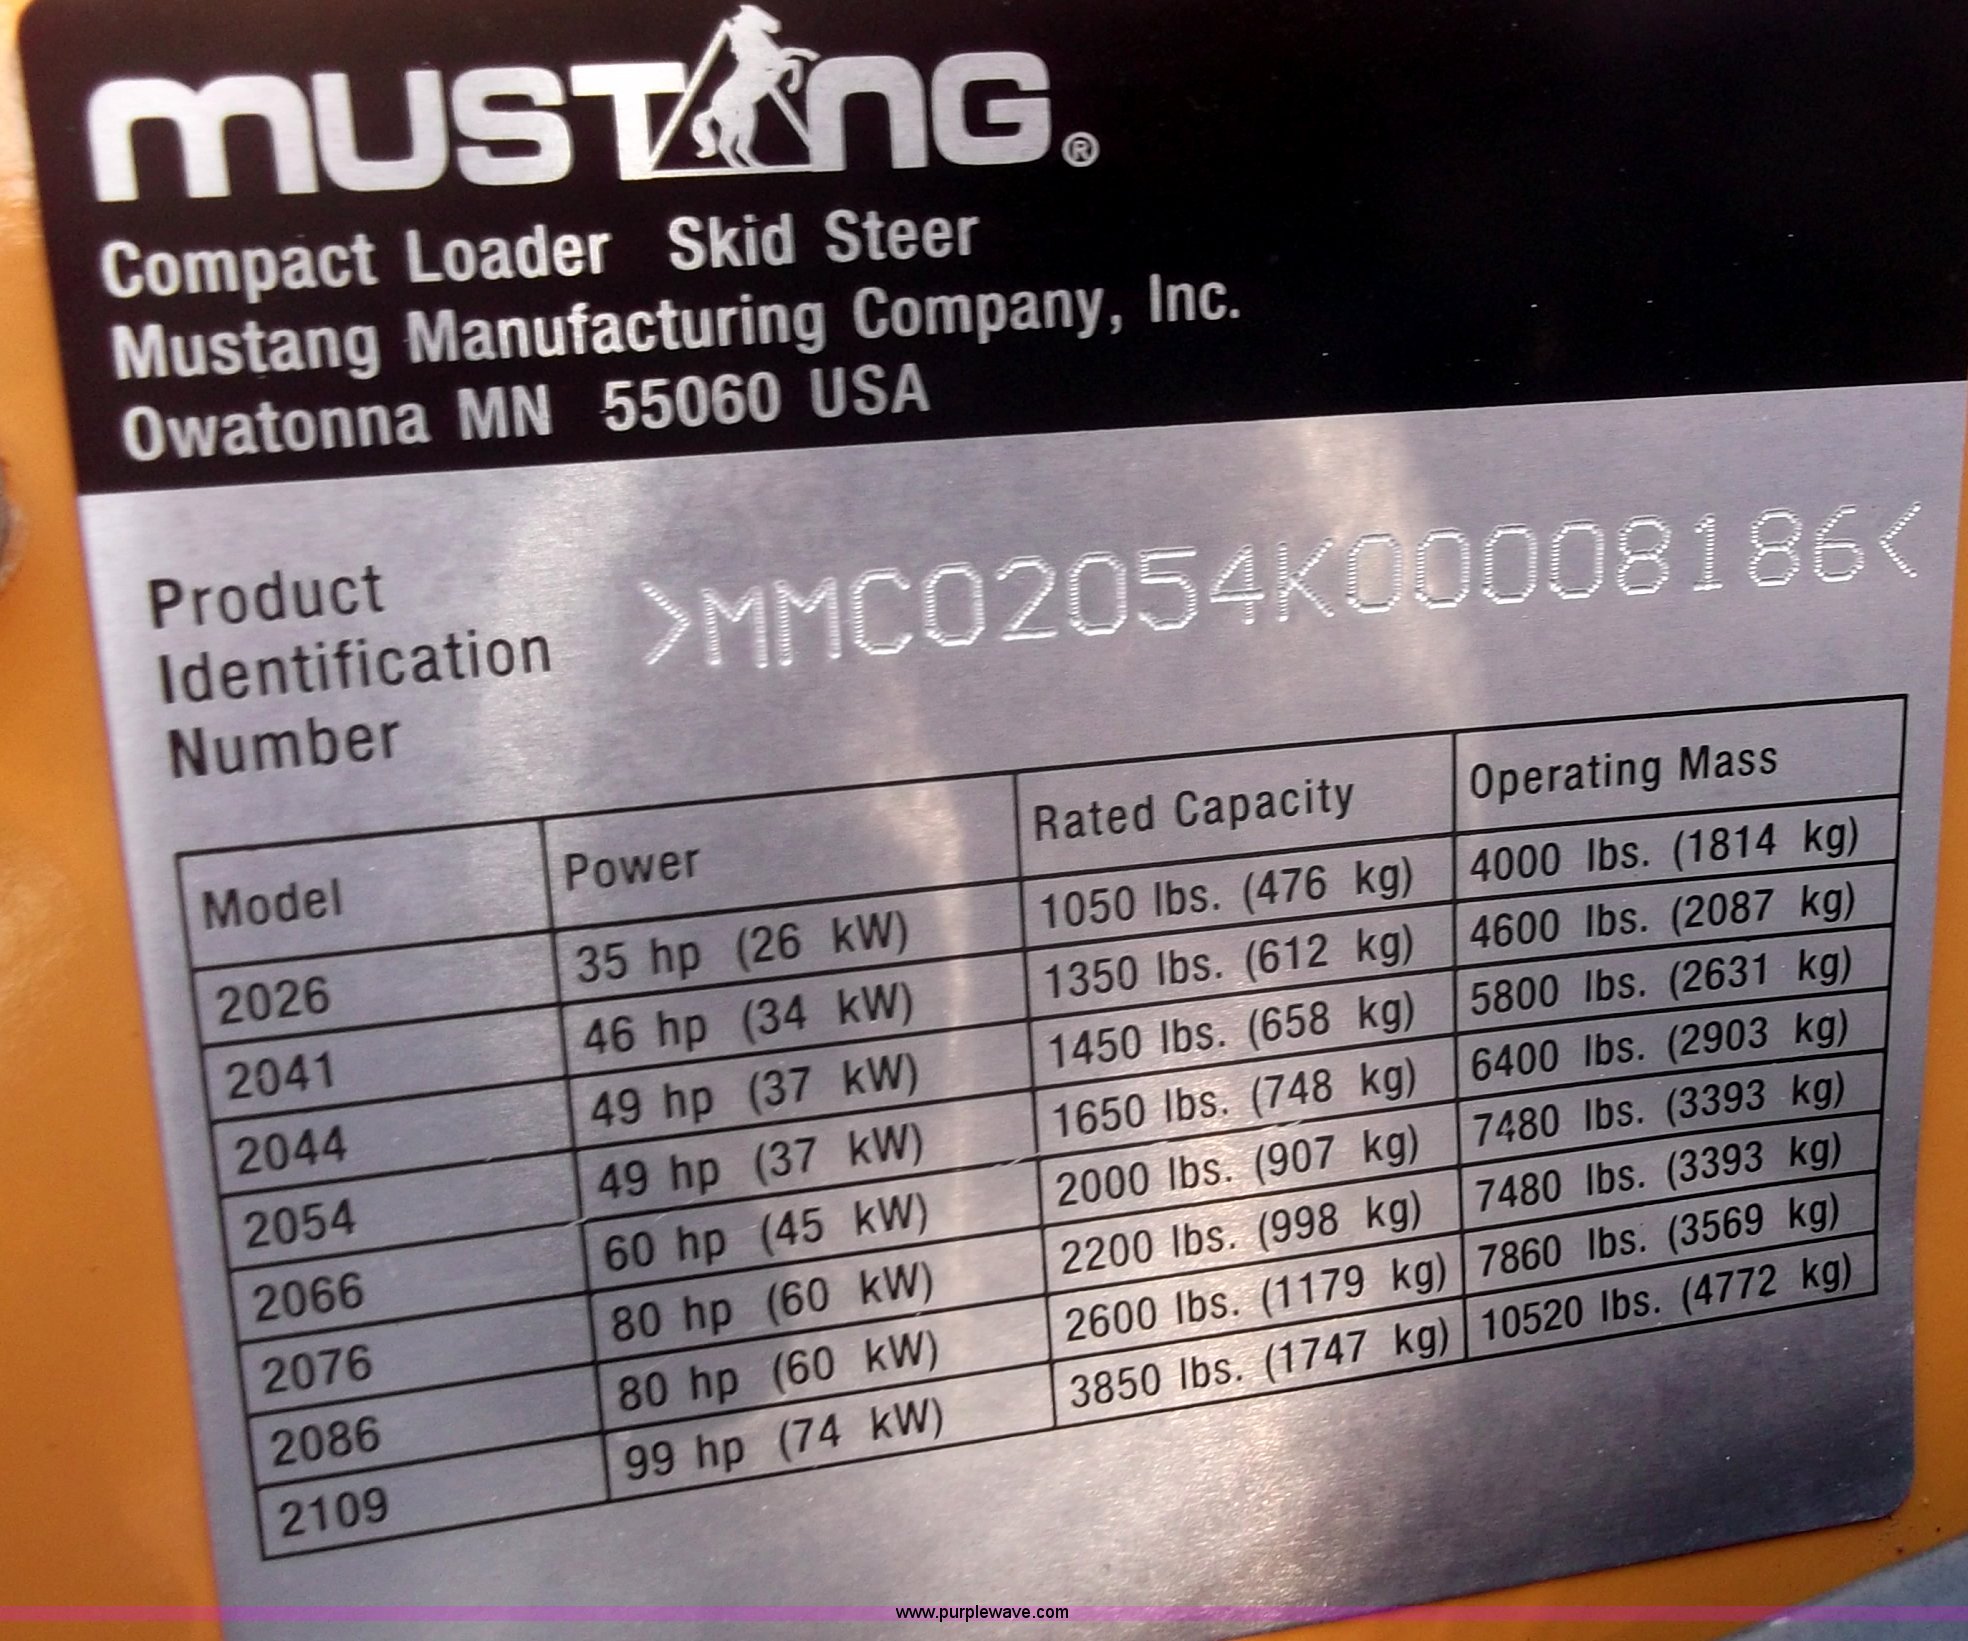 MUSTANG®
Compact Loader Skid Steer
Mustang Manufacturing Company, Inc.
Owatonna MN 55060 USA
Product
Identification
Number
>MMC02054K00008186<
Model Power Rated Capacity Operating Mass
2026 35 hp (26 kW) 1050 lbs. (476 kg) 4000 lbs. (1814 kg)
2041 46 hp (34 kW) 1350 lbs. (612 kg) 4600 lbs. (2087 kg)
2044 49 hp (37 kW) 1450 lbs. (658 kg) 5800 lbs. (2631 kg)
2054 49 hp (37 kW) 1650 lbs. (748 kg) 6400 lbs. (2903 kg)
2066 60 hp (45 kW) 2000 lbs. (907 kg) 7480 lbs. (3393 kg)
2076 80 hp (60 kW) 2200 lbs. (998 kg) 7480 lbs. (3393 kg)
2086 80 hp (60 kW) 2600 lbs. (1179 kg) 7860 lbs. (3569 kg)
2109 99 hp (74 kW) 3850 lbs. (1747 kg) 10520 lbs. (4772 kg)
www.purplewave.com